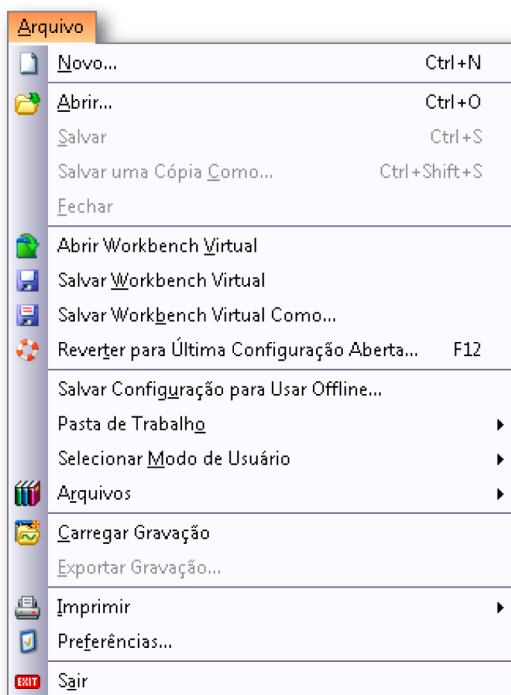 Arquivo
Novo... Ctrl+N
Abrir... Ctrl+O
Salvar Ctrl+S
Salvar uma Cópia Como... Ctrl+Shift+S
Fechar
Abrir Workbench Virtual
Salvar Workbench Virtual
Salvar Workbench Virtual Como...
Reverter para Última Configuração Aberta... F12
Salvar Configuração para Usar Offline...
Pasta de Trabalho
Selecionar Modo de Usuário
Arquivos
Carregar Gravação
Exportar Gravação...
Imprimir
Preferências...
EXIT Sair